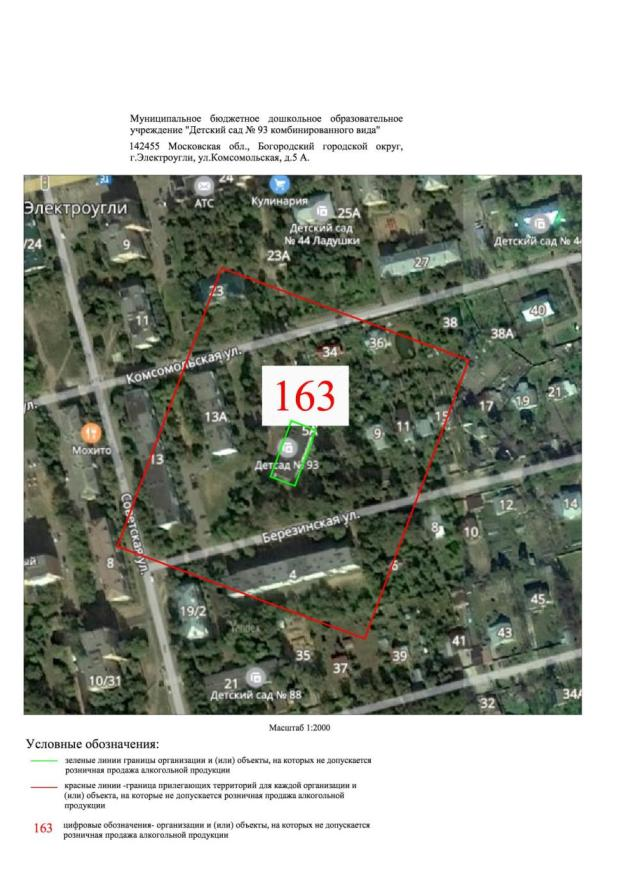 Муниципальное бюджетное дошкольное образовательное
учреждение "Детский сад № 93 комбинированного вида"
142455 Московская обл., Богородский городской округ,
г.Электроугли, ул.Комсомольская, д.5 А.
31
24
Электроугли
АТС
Кулинария
25А
Детский сад
№ 44 Ладушки
Детский сад № 44
/24
9
23А
27
23
11
38
40
38А
36
34
Комсомольская ул.
ул.
163
13А
5А
15
17
19
21
11
9
Мохито
13
Детсад № 93
Советская ул.
Березинская ул.
12
14
8
10
8
4
6
19/2
45
Yandex
43
41
35
37
39
10/31
21
Детский сад № 88
32
34А
Масштаб 1:2000
Условные обозначения:
зеленые линии границы организации и (или) объекты, на которых не допускается
розничная продажа алкогольной продукции
красные линии -граница прилегающих территорий для каждой организации и
(или) объекта, на которые не допускается розничная продажа алкогольной
продукции
163 цифровые обозначения- организации и (или) объекты, на которых не допускается
розничная продажа алкогольной продукции